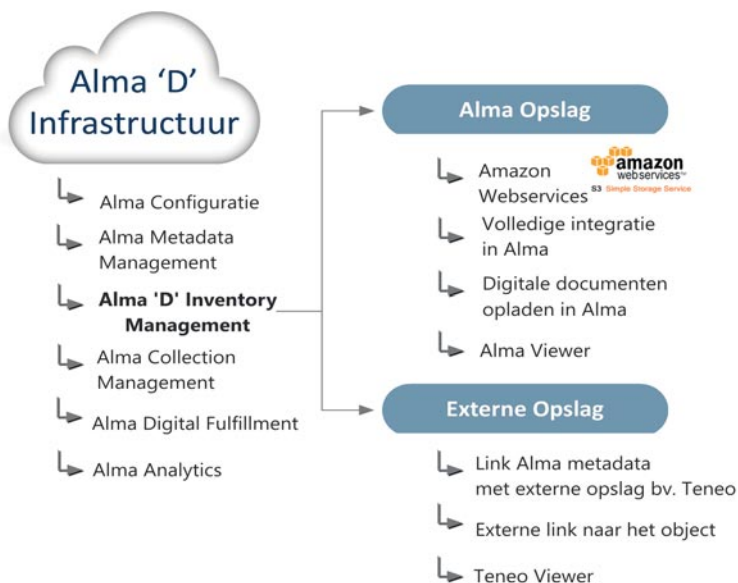 Alma ‘D’
Infrastructuur
Alma Configuratie
Alma Metadata
Management
Alma 'D' Inventory
Management
Alma Collection
Management
Alma Digital Fulfillment
Alma Analytics
Alma Opslag
Amazon
Webservices
amazon
webservices™
S3 Simple Storage Service
Volledige integratie
in Alma
Digitale documenten
opladen in Alma
Alma Viewer
Externe Opslag
Link Alma metadata
met externe opslag bv. Teneo
Externe link naar het object
Teneo Viewer